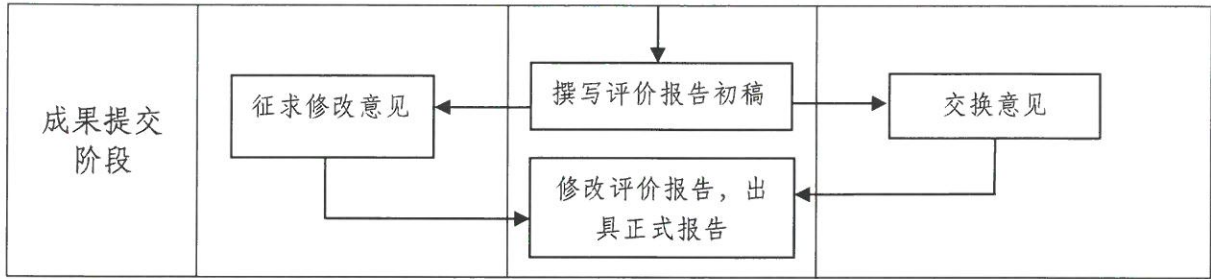 成果提交
阶段
征求修改意见
撰写评价报告初稿
交换意见
修改评价报告，出
具正式报告